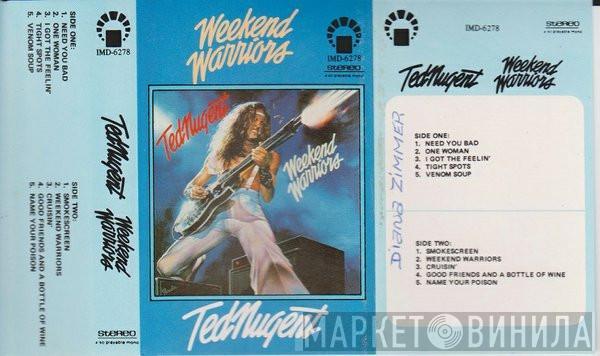 SIDE ONE:
1. NEED YOU BAD
2. ONE WOMAN
3. I GOT THE FEELIN'
4. TIGHT SPOTS
5. VENOM SOUP
IMD-6278
Ted Nugent
Weekend Warriors
SIDE TWO:
1. SMOKESCREEN
2. WEEKEND WARRIORS
3. CRUISIN'
4. GOOD FRIENDS AND A BOTTLE OF WINE
5. NAME YOUR POISON
stereo
Weekend
Warriors
IMD-6278
stereo
Ted Nugent
Weekend
Warriors
Ted Nugent
IMD-6278
stereo
Ted Nugent
Weekend
Warriors
SIDE ONE:
1. NEED YOU BAD
2. ONE WOMAN
3. I GOT THE FEELIN'
4. TIGHT SPOTS
5. VENOM SOUP
Diana ZIMMER
SIDE TWO:
1. SMOKESCREEN
2. WEEKEND WARRIORS
3. CRUISIN'
4. GOOD FRIENDS AND A BOTTLE OF WINE
5. NAME YOUR POISON
МАРКЕТ ВИНИЛА